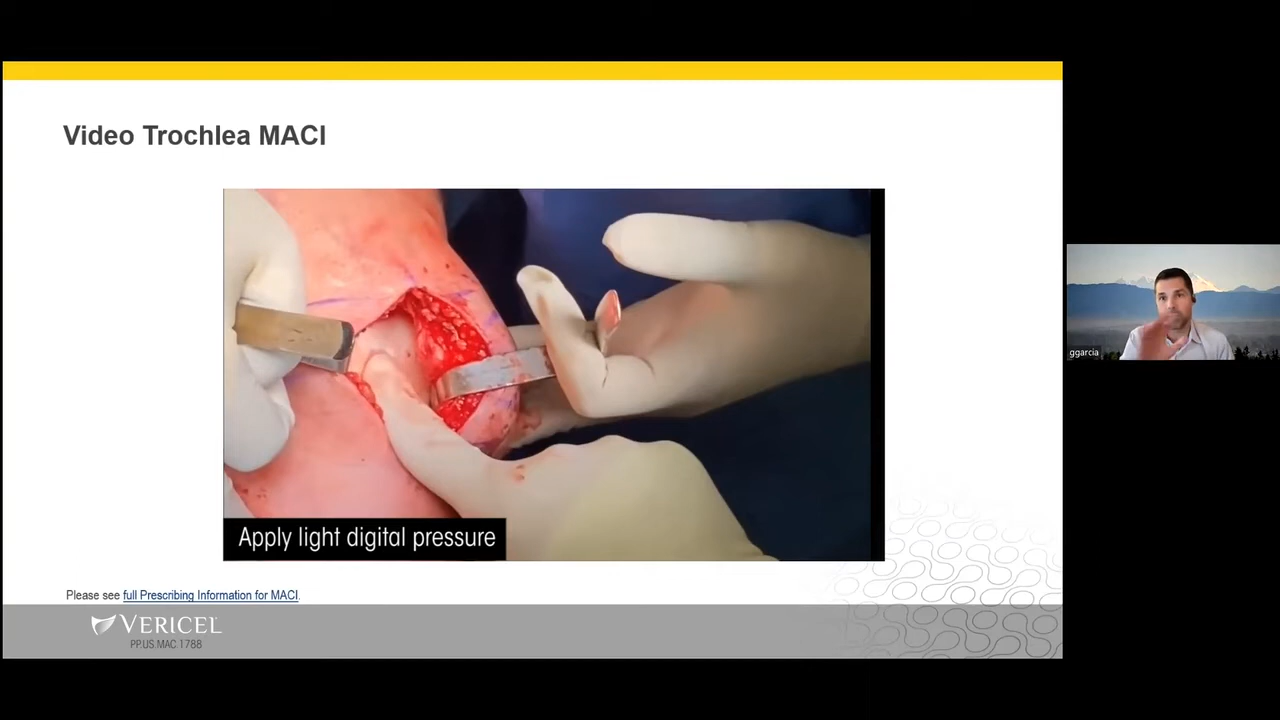 Video Trochlea MACI
Apply light digital pressure
ggarcia
Please see full Prescribing Information for MACI.
VERICEL
PP.US.MAC.1788